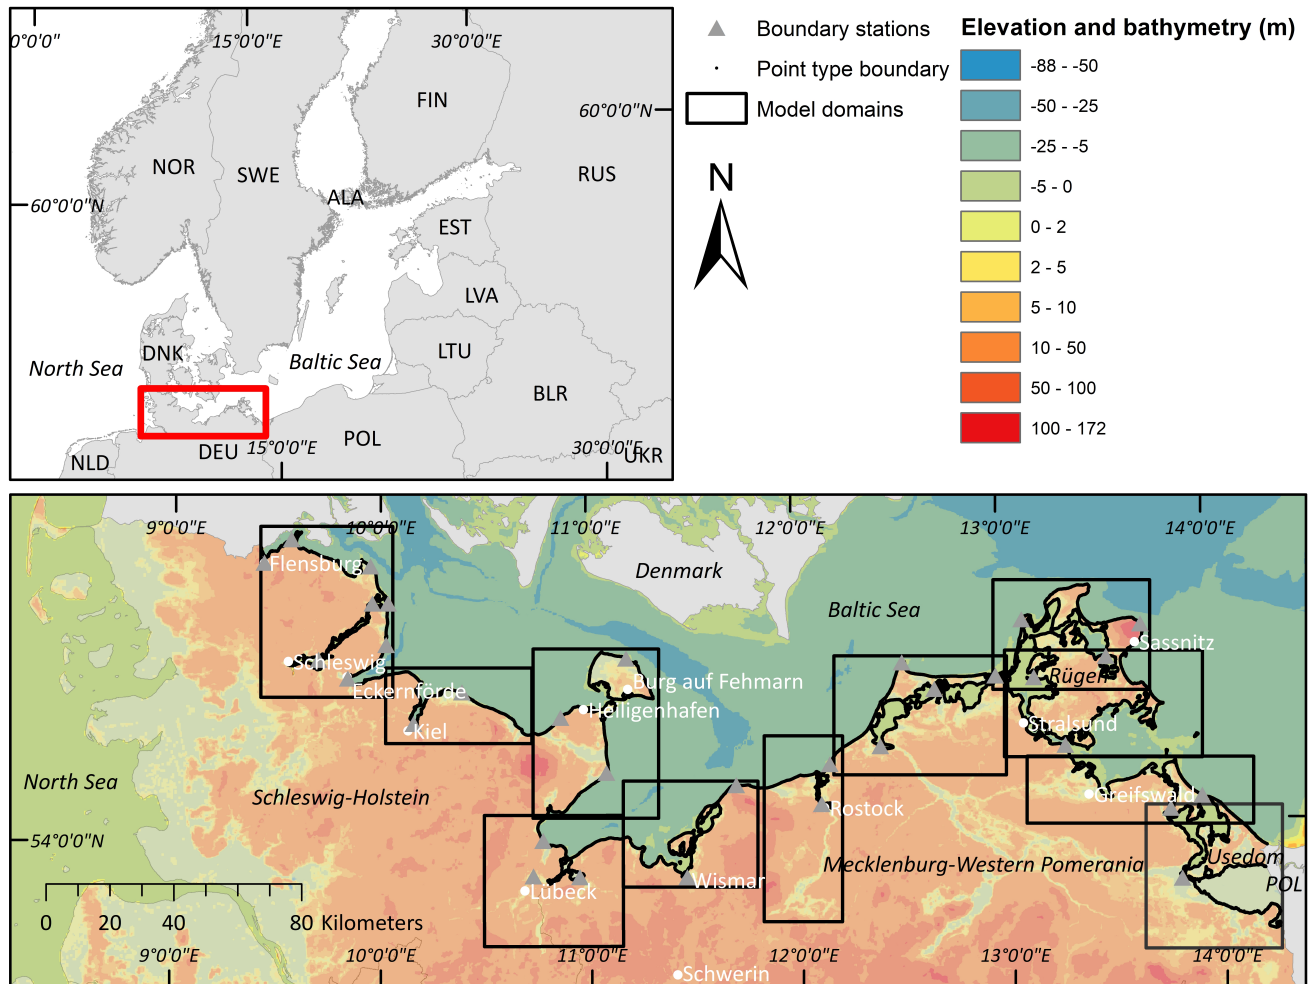 0°0'0"
15°0'0"E
30°0'0"E
FIN
60°0'0"N
NOR
SWE
RUS
ALA
60°0'0"N
EST
LVA
DNK
LTU
North Sea
Baltic Sea
BLR
POL
15°0'0"E
30°0'0"E
DEU
UKR
NLD
Boundary stations
Point type boundary
Model domains
N
Elevation and bathymetry (m)
-88 - -50
-50 - -25
-25 - -5
-5 - 0
0 - 2
2 - 5
5 - 10
10 - 50
50 - 100
100 - 172
9°0'0"E
10°0'0"E
11°0'0"E
12°0'0"E
13°0'0"E
14°0'0"E
Flensburg
Denmark
Baltic Sea
Sassnitz
Schleswig
Rügen
Burg auf Fehmarn
Eckernförde
Heiligenhafen
Kiel
Stralsund
North Sea
Schleswig-Holstein
Greifswald
Rostock
54°0'0"N
Mecklenburg-Western Pomerania
Usedom
Wismar
POL
Lübeck
0 20 40 80 Kilometers
9°0'0"E
10°0'0"E
11°0'0"E
12°0'0"E
13°0'0"E
14°0'0"E
Schwerin